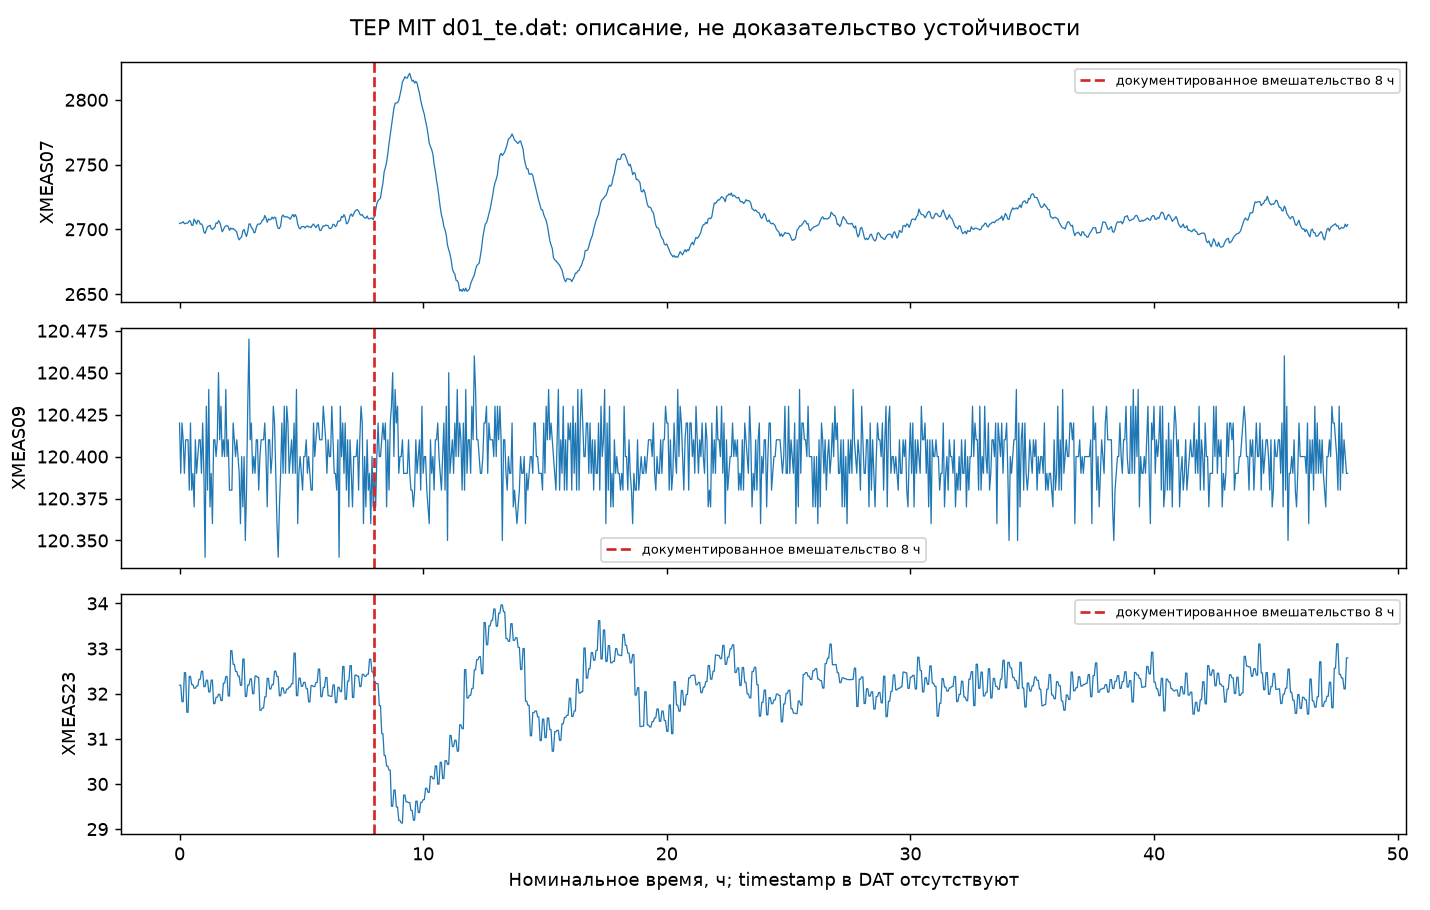 TEP MIT d01_te.dat: описание, не доказательство устойчивости
XMEAS07
2800
2750
2700
2650
документированное вмешательство 8 ч
XMEAS09
120.475
120.450
120.425
120.400
120.375
120.350
документированное вмешательство 8 ч
XMEAS23
34
33
32
31
30
29
документированное вмешательство 8 ч
0 10 20 30 40 50
Номинальное время, ч; timestamp в DAT отсутствуют